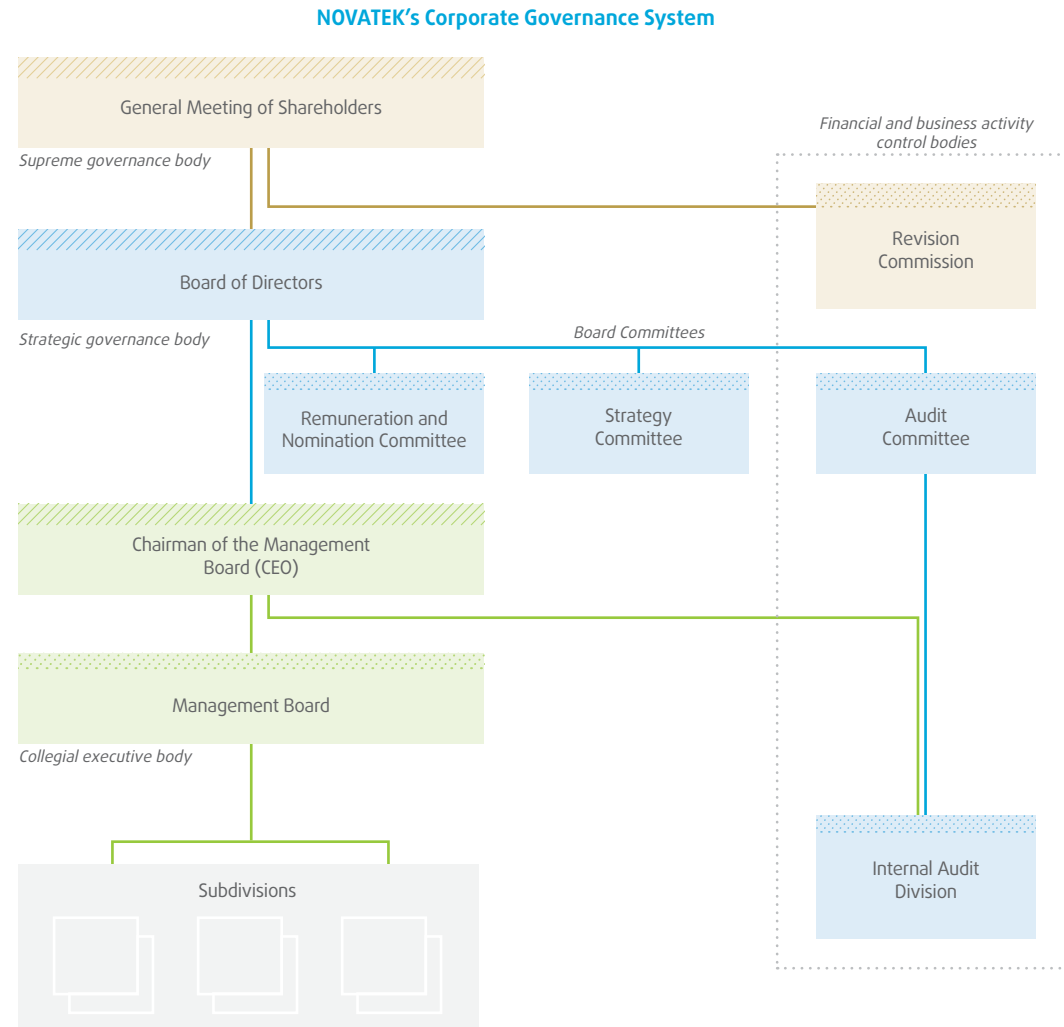 NOVATEK’s Corporate Governance System
General Meeting of Shareholders
Supreme governance body
Financial and business activity
control bodies
Revision
Commission
Board of Directors
Strategic governance body
Board Committees
Remuneration and
Nomination Committee
Strategy
Committee
Audit
Committee
Chairman of the Management
Board (CEO)
Management Board
Collegial executive body
Subdivisions
Internal Audit
Division